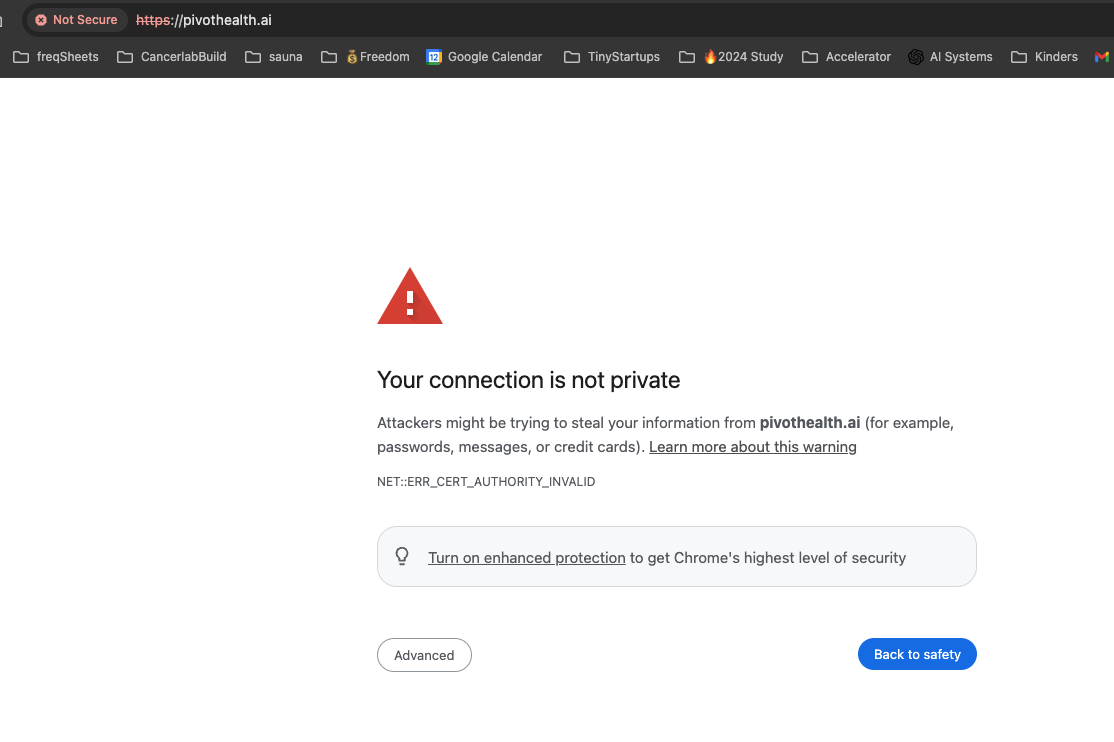 Not Secure https://pivothealth.ai
freqSheets CancerlabBuild sauna 💰Freedom 12 Google Calendar TinyStartups 🔥2024 Study Accelerator AI Systems Kinders
Your connection is not private
Attackers might be trying to steal your information from pivothealth.ai (for example,
passwords, messages, or credit cards). Learn more about this warning
NET::ERR_CERT_AUTHORITY_INVALID
Turn on enhanced protection to get Chrome's highest level of security
Advanced Back to safety